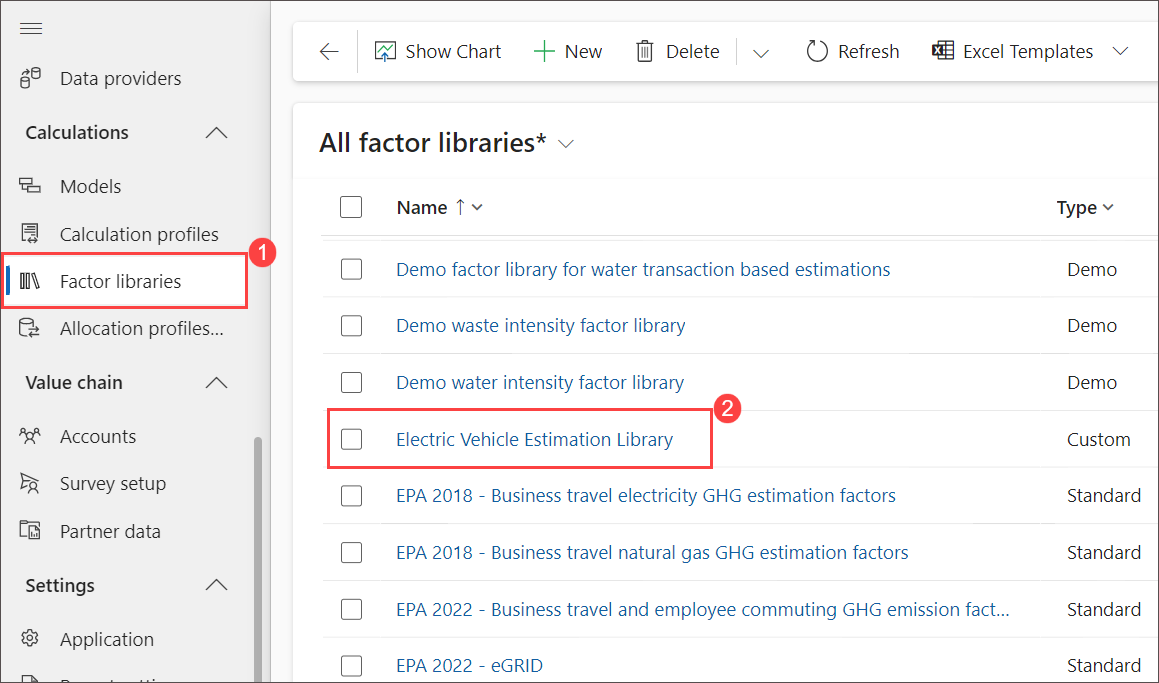 Data providers
Calculations
Models
Calculation profiles
1
Factor libraries
Allocation profiles...
Value chain
Accounts
Survey setup
Partner data
Settings
Application
Show Chart
New
Delete
Refresh
Excel Templates
All factor libraries*
Name ↑ Type
Demo factor library for water transaction based estimations Demo
Demo waste intensity factor library Demo
Demo water intensity factor library Demo
2
Electric Vehicle Estimation Library Custom
EPA 2018 - Business travel electricity GHG estimation factors Standard
EPA 2018 - Business travel natural gas GHG estimation factors Standard
EPA 2022 - Business travel and employee commuting GHG emission fact... Standard
EPA 2022 - eGRID Standard